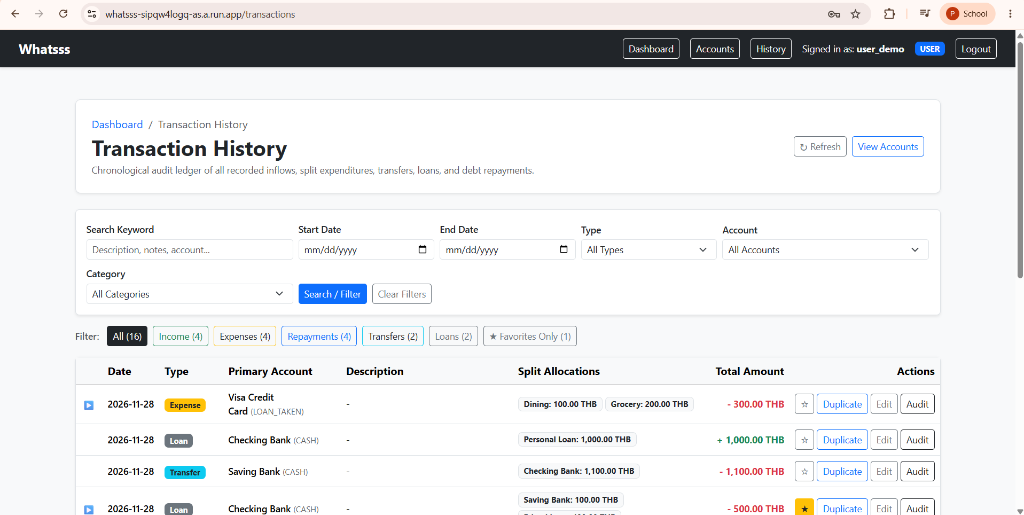 whatsss-sipqw4logq-as.a.run.app/transactions
P School
Whatsss Dashboard Accounts History Signed in as: user_demo USER Logout
Dashboard / Transaction History
Transaction History
Chronological audit ledger of all recorded inflows, split expenditures, transfers, loans, and debt repayments.
↻ Refresh View Accounts
Search Keyword Start Date End Date Type Account
Description, notes, account... mm/dd/yyyy mm/dd/yyyy All Types All Accounts
Category
All Categories Search / Filter Clear Filters
Filter: All (16) Income (4) Expenses (4) Repayments (4) Transfers (2) Loans (2) ★ Favorites Only (1)
Date Type Primary Account Description Split Allocations Total Amount Actions
2026-11-28 Expense Visa Credit Card (LOAN_TAKEN) - Dining: 100.00 THB Grocery: 200.00 THB - 300.00 THB ☆ Duplicate Edit Audit
2026-11-28 Loan Checking Bank (CASH) - Personal Loan: 1,000.00 THB + 1,000.00 THB ☆ Duplicate Edit Audit
2026-11-28 Transfer Saving Bank (CASH) - Checking Bank: 1,100.00 THB - 1,100.00 THB ☆ Duplicate Edit Audit
2026-11-28 Loan Checking Bank (CASH) - Saving Bank: 100.00 THB - 500.00 THB ★ Duplicate Edit Audit